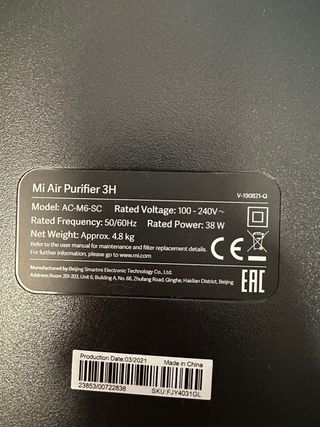 Mi Air Purifier 3H
V-190821-Q
Model: AC-M6-SC Rated Voltage: 100 - 240V~
Rated Frequency: 50/60Hz Rated Power: 38 W
Net Weight: Approx. 4.8 kg
Refer to the user manual for maintenance and filter replacement details.
For further information, please go to www.mi.com
CE
Manufactured by Beijing Smartmi Electronic Technology Co., Ltd.
Address:Room 201-203, Unit 6, Building A, No. 66, Zhufang Road, Qinghe, Haidian District, Beijing
EAC
Production Date:03/2021 Made in China
23853/00722838 SKU:FJY4031GL